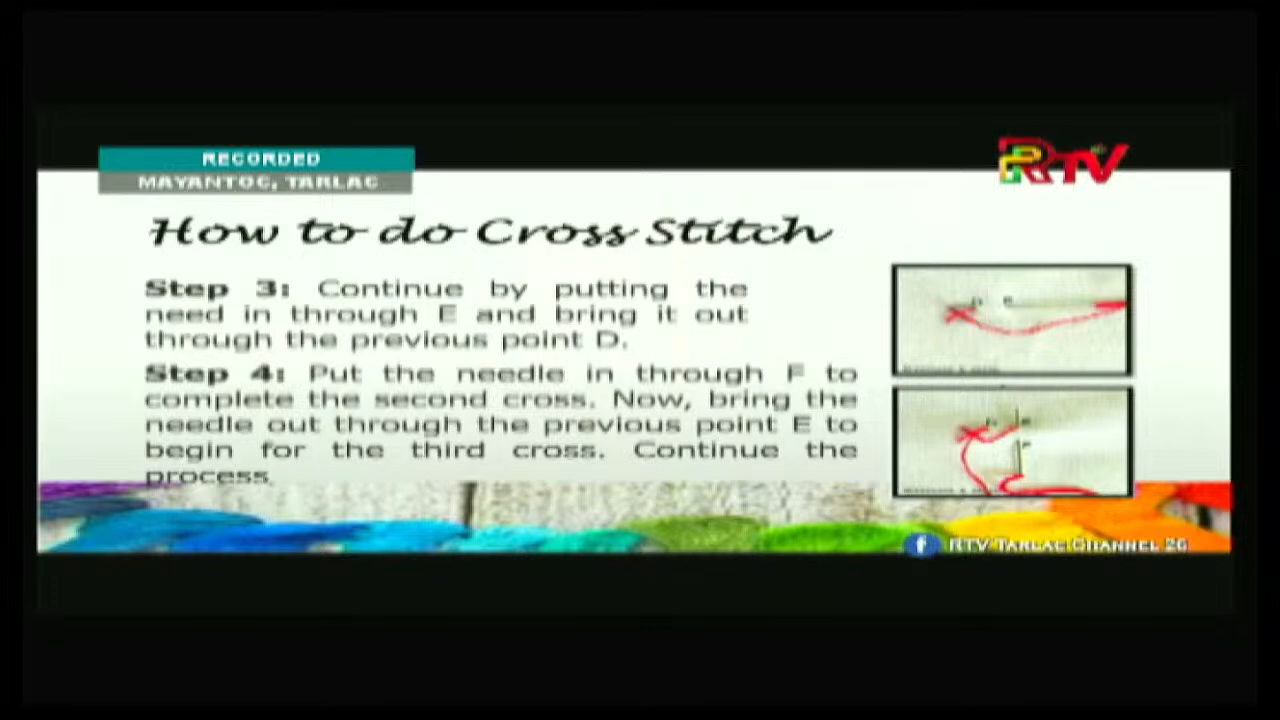 RECORDED
MAYANTOC, TARLAC
RTV
How to do Cross Stitch
Step 3: Continue by putting the
need in through E and bring it out
through the previous point D.
Step 4: Put the needle in through F to
complete the second cross. Now, bring the
needle out through the previous point E to
begin for the third cross. Continue the
process.
RTV TARLAC CHANNEL 26